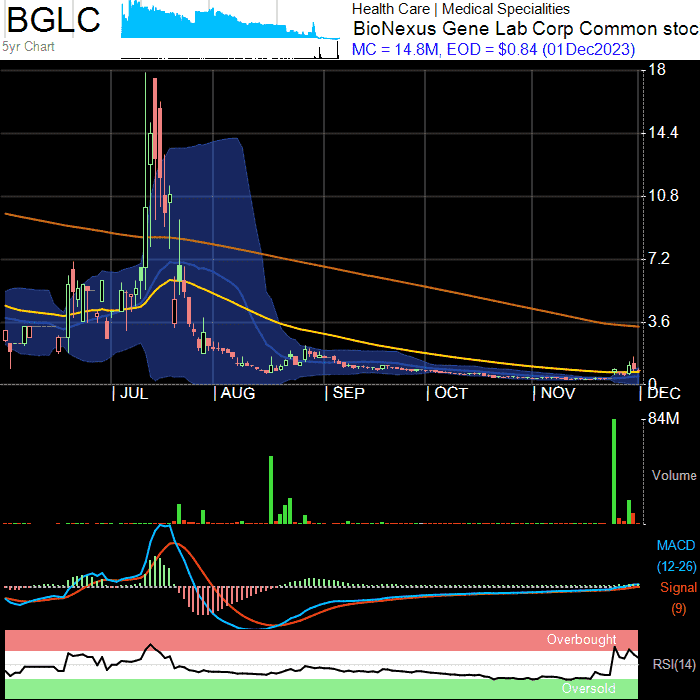 BGLC
5yr Chart
Health Care | Medical Specialities
BioNexus Gene Lab Corp Common stoc
MC = 14.8M, EOD = $0.84 (01Dec2023)
18
14.4
10.8
7.2
3.6
0
JUL AUG SEP OCT NOV DEC
84M
Volume
MACD
(12-26)
Signal
(9)
Overbought
RSI(14)
Oversold